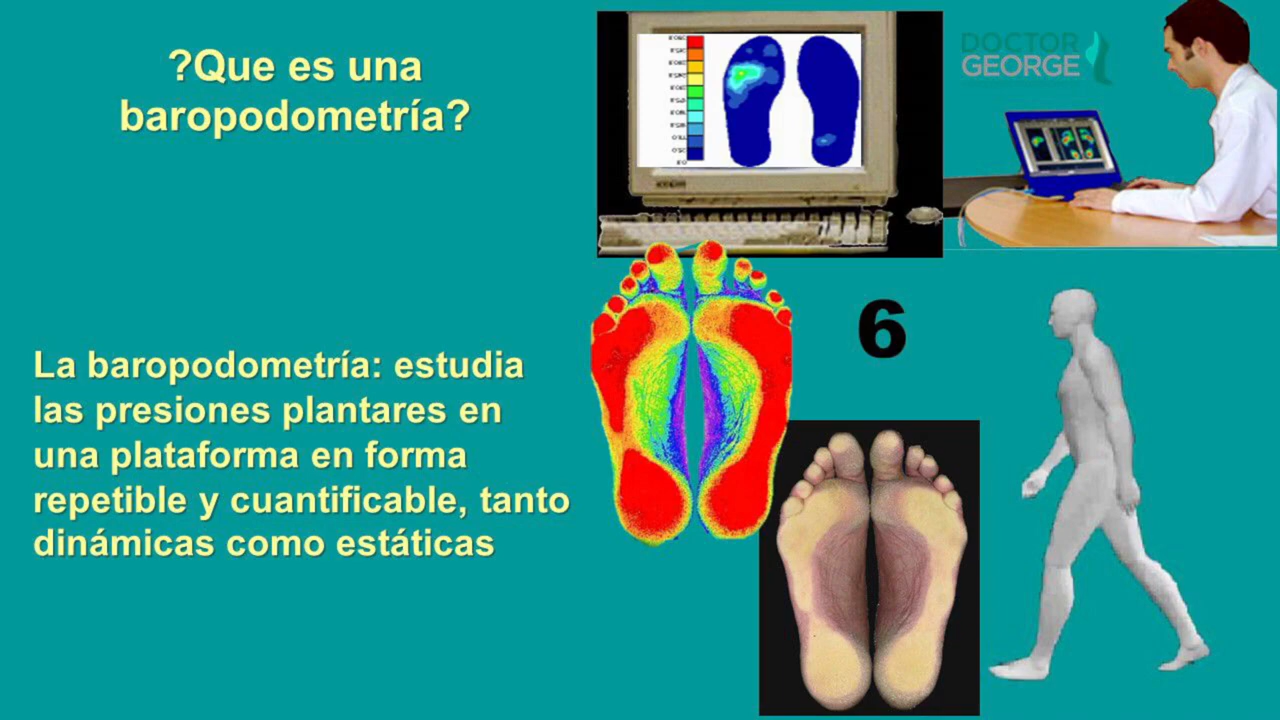 ?Que es una
baropodometría?
DOCTOR
GEORGE
6
La baropodometría: estudia
las presiones plantares en
una plataforma en forma
repetible y cuantificable, tanto
dinámicas como estáticas